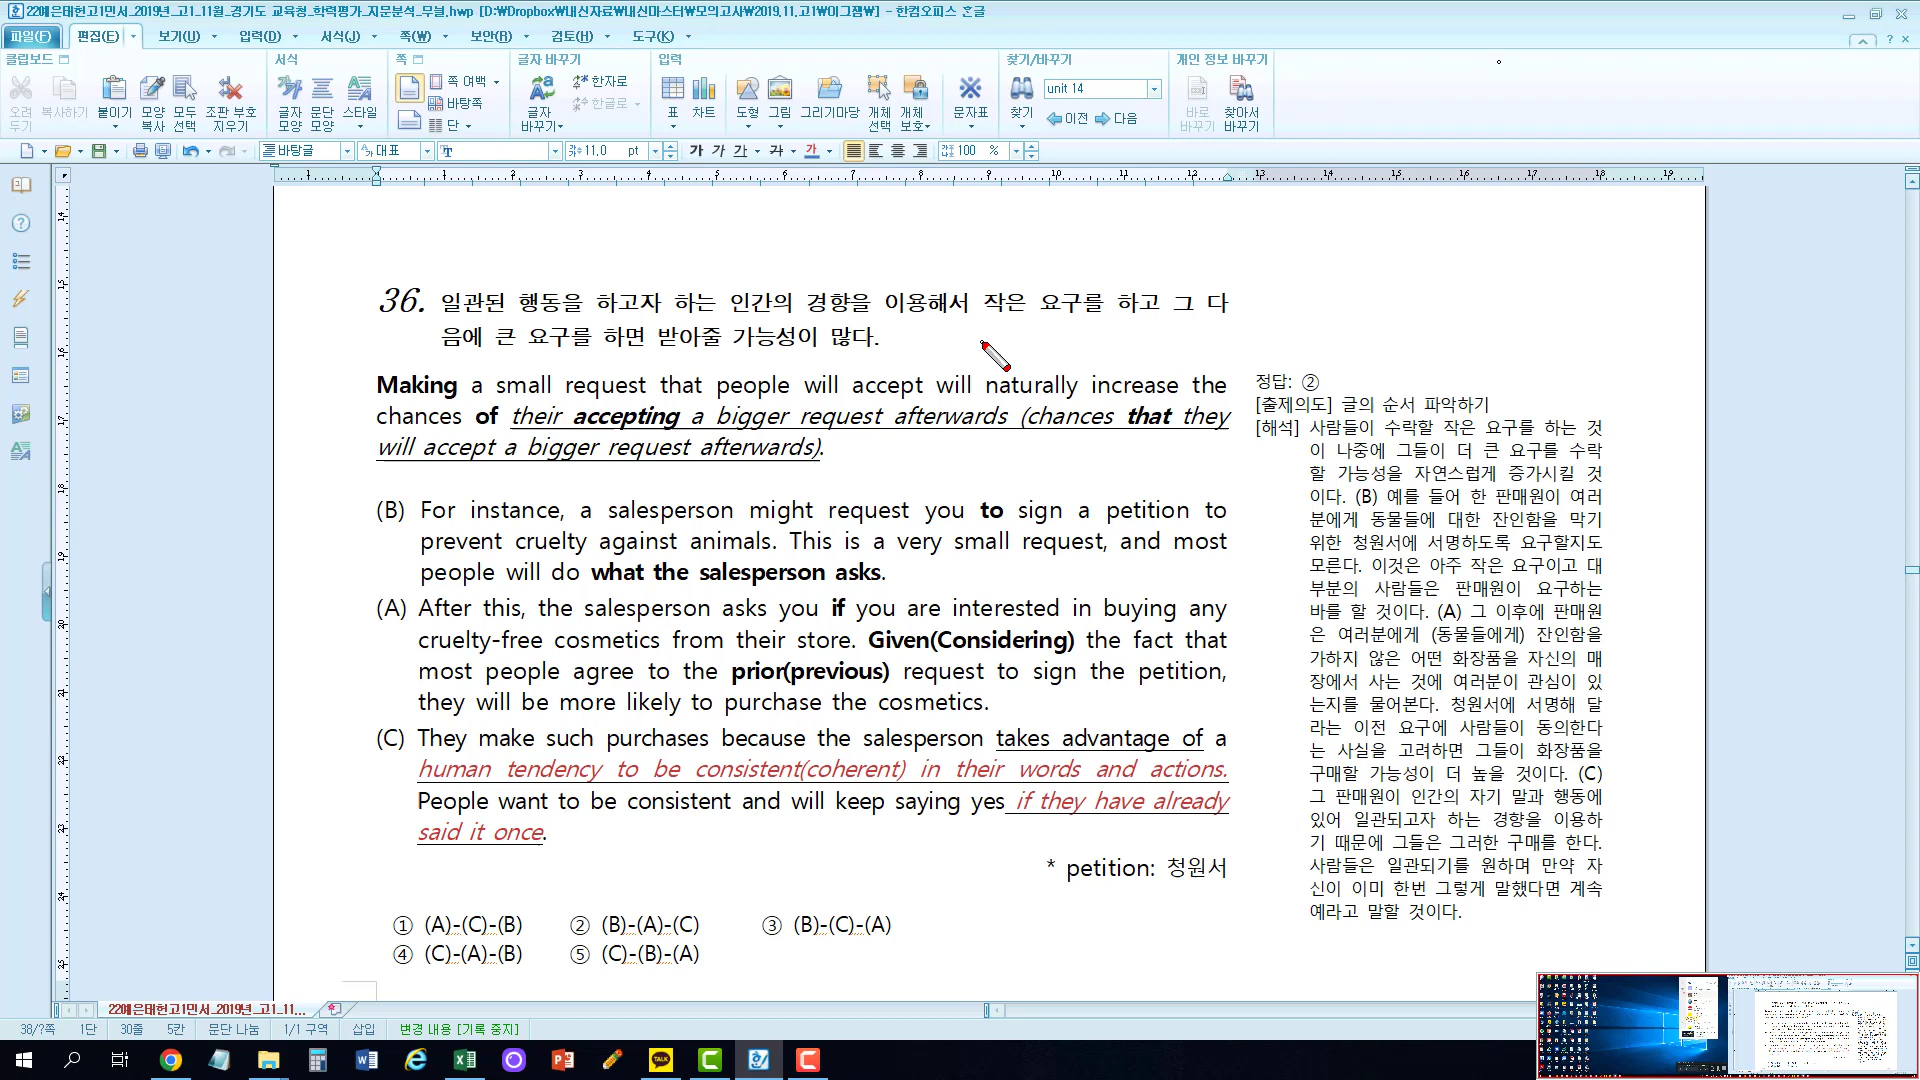 22예은태헌고1민서_2019년_고1_11월_경기도 교육청_학력평가_지문분석_무블.hwp [D:₩Dropbox₩내신자료₩내신마스터₩모의고사₩2019.11.고1₩이그잼₩] - 한컴오피스 흔글
파일(F) 편집(E) 보기(U) 입력(D) 서식(J) 쪽(W) 보안(R) 검토(H) 도구(K)
클립보드 서식 쪽 글자 바꾸기 입력 찾기/바꾸기 개인 정보 바꾸기
오려 두기 복사하기 붙이기 모양 복사 모두 선택 조판 부호 지우기 글자 모양 문단 모양 스타일 쪽 여백 바탕쪽 단 글자 바꾸기 한자로 한글로 표 차트 도형 그림 그리기마당 개체 선택 개체 보호 문자표 찾기 unit 14 이전 다음 바로 바꾸기 찾아서 바꾸기
바탕글 대표 11.0 pt 가 가 가 가 가 100 %
36. 일관된 행동을 하고자 하는 인간의 경향을 이용해서 작은 요구를 하고 그 다
음에 큰 요구를 하면 받아줄 가능성이 많다.
Making a small request that people will accept will naturally increase the
chances of their accepting a bigger request afterwards (chances that they
will accept a bigger request afterwards).
(B) For instance, a salesperson might request you to sign a petition to
prevent cruelty against animals. This is a very small request, and most
people will do what the salesperson asks.
(A) After this, the salesperson asks you if you are interested in buying any
cruelty-free cosmetics from their store. Given(Considering) the fact that
most people agree to the prior(previous) request to sign the petition,
they will be more likely to purchase the cosmetics.
(C) They make such purchases because the salesperson takes advantage of a
human tendency to be consistent(coherent) in their words and actions.
People want to be consistent and will keep saying yes if they have already
said it once.
* petition: 청원서
① (A)-(C)-(B) ② (B)-(A)-(C) ③ (B)-(C)-(A)
④ (C)-(A)-(B) ⑤ (C)-(B)-(A)
정답: ②
[출제의도] 글의 순서 파악하기
[해석] 사람들이 수락할 작은 요구를 하는 것
이 나중에 그들이 더 큰 요구를 수락
할 가능성을 자연스럽게 증가시킬 것
이다. (B) 예를 들어 한 판매원이 여러
분에게 동물들에 대한 잔인함을 막기
위한 청원서에 서명하도록 요구할지도
모른다. 이것은 아주 작은 요구이고 대
부분의 사람들은 판매원이 요구하는
바를 할 것이다. (A) 그 이후에 판매원
은 여러분에게 (동물들에게) 잔인함을
가하지 않은 어떤 화장품을 자신의 매
장에서 사는 것에 여러분이 관심이 있
는지를 물어본다. 청원서에 서명해 달
라는 이전 요구에 사람들이 동의한다
는 사실을 고려하면 그들이 화장품을
구매할 가능성이 더 높을 것이다. (C)
그 판매원이 인간의 자기 말과 행동에
있어 일관되고자 하는 경향을 이용하
기 때문에 그들은 그러한 구매를 한다.
사람들은 일관되기를 원하며 만약 자
신이 이미 한번 그렇게 말했다면 계속
예라고 말할 것이다.
22예은태헌고1민서_2019년_고1_11...
38/?쪽 1단 30줄 5칸 문단 나눔 1/1 구역 삽입 변경 내용 [기록 중지]